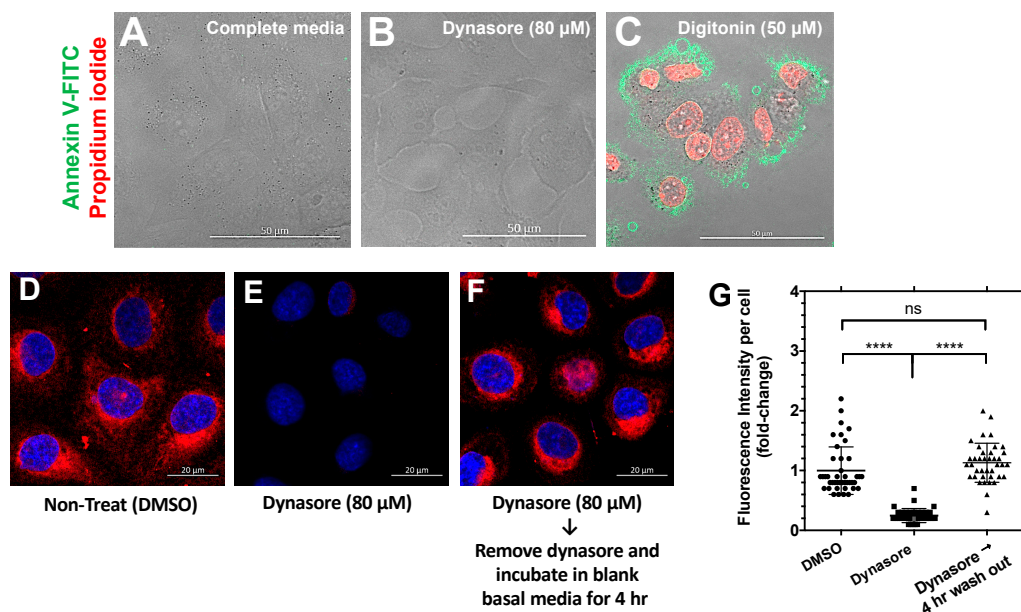 Annexin V-FITC
Propidium iodide
A
Complete media
50 µm
B
Dynasore (80 µM)
50 µm
C
Digitonin (50 µM)
50 µm
D
20 µm
Non-Treat (DMSO)
E
20 µm
Dynasore (80 µM)
F
20 µm
Dynasore (80 µM)
↓
Remove dynasore and
incubate in blank
basal media for 4 hr
G
Fluorescence Intensity per cell
(fold-change)
4
3
2
1
0
ns
****
****
DMSO
Dynasore
Dynasore →
4 hr wash out